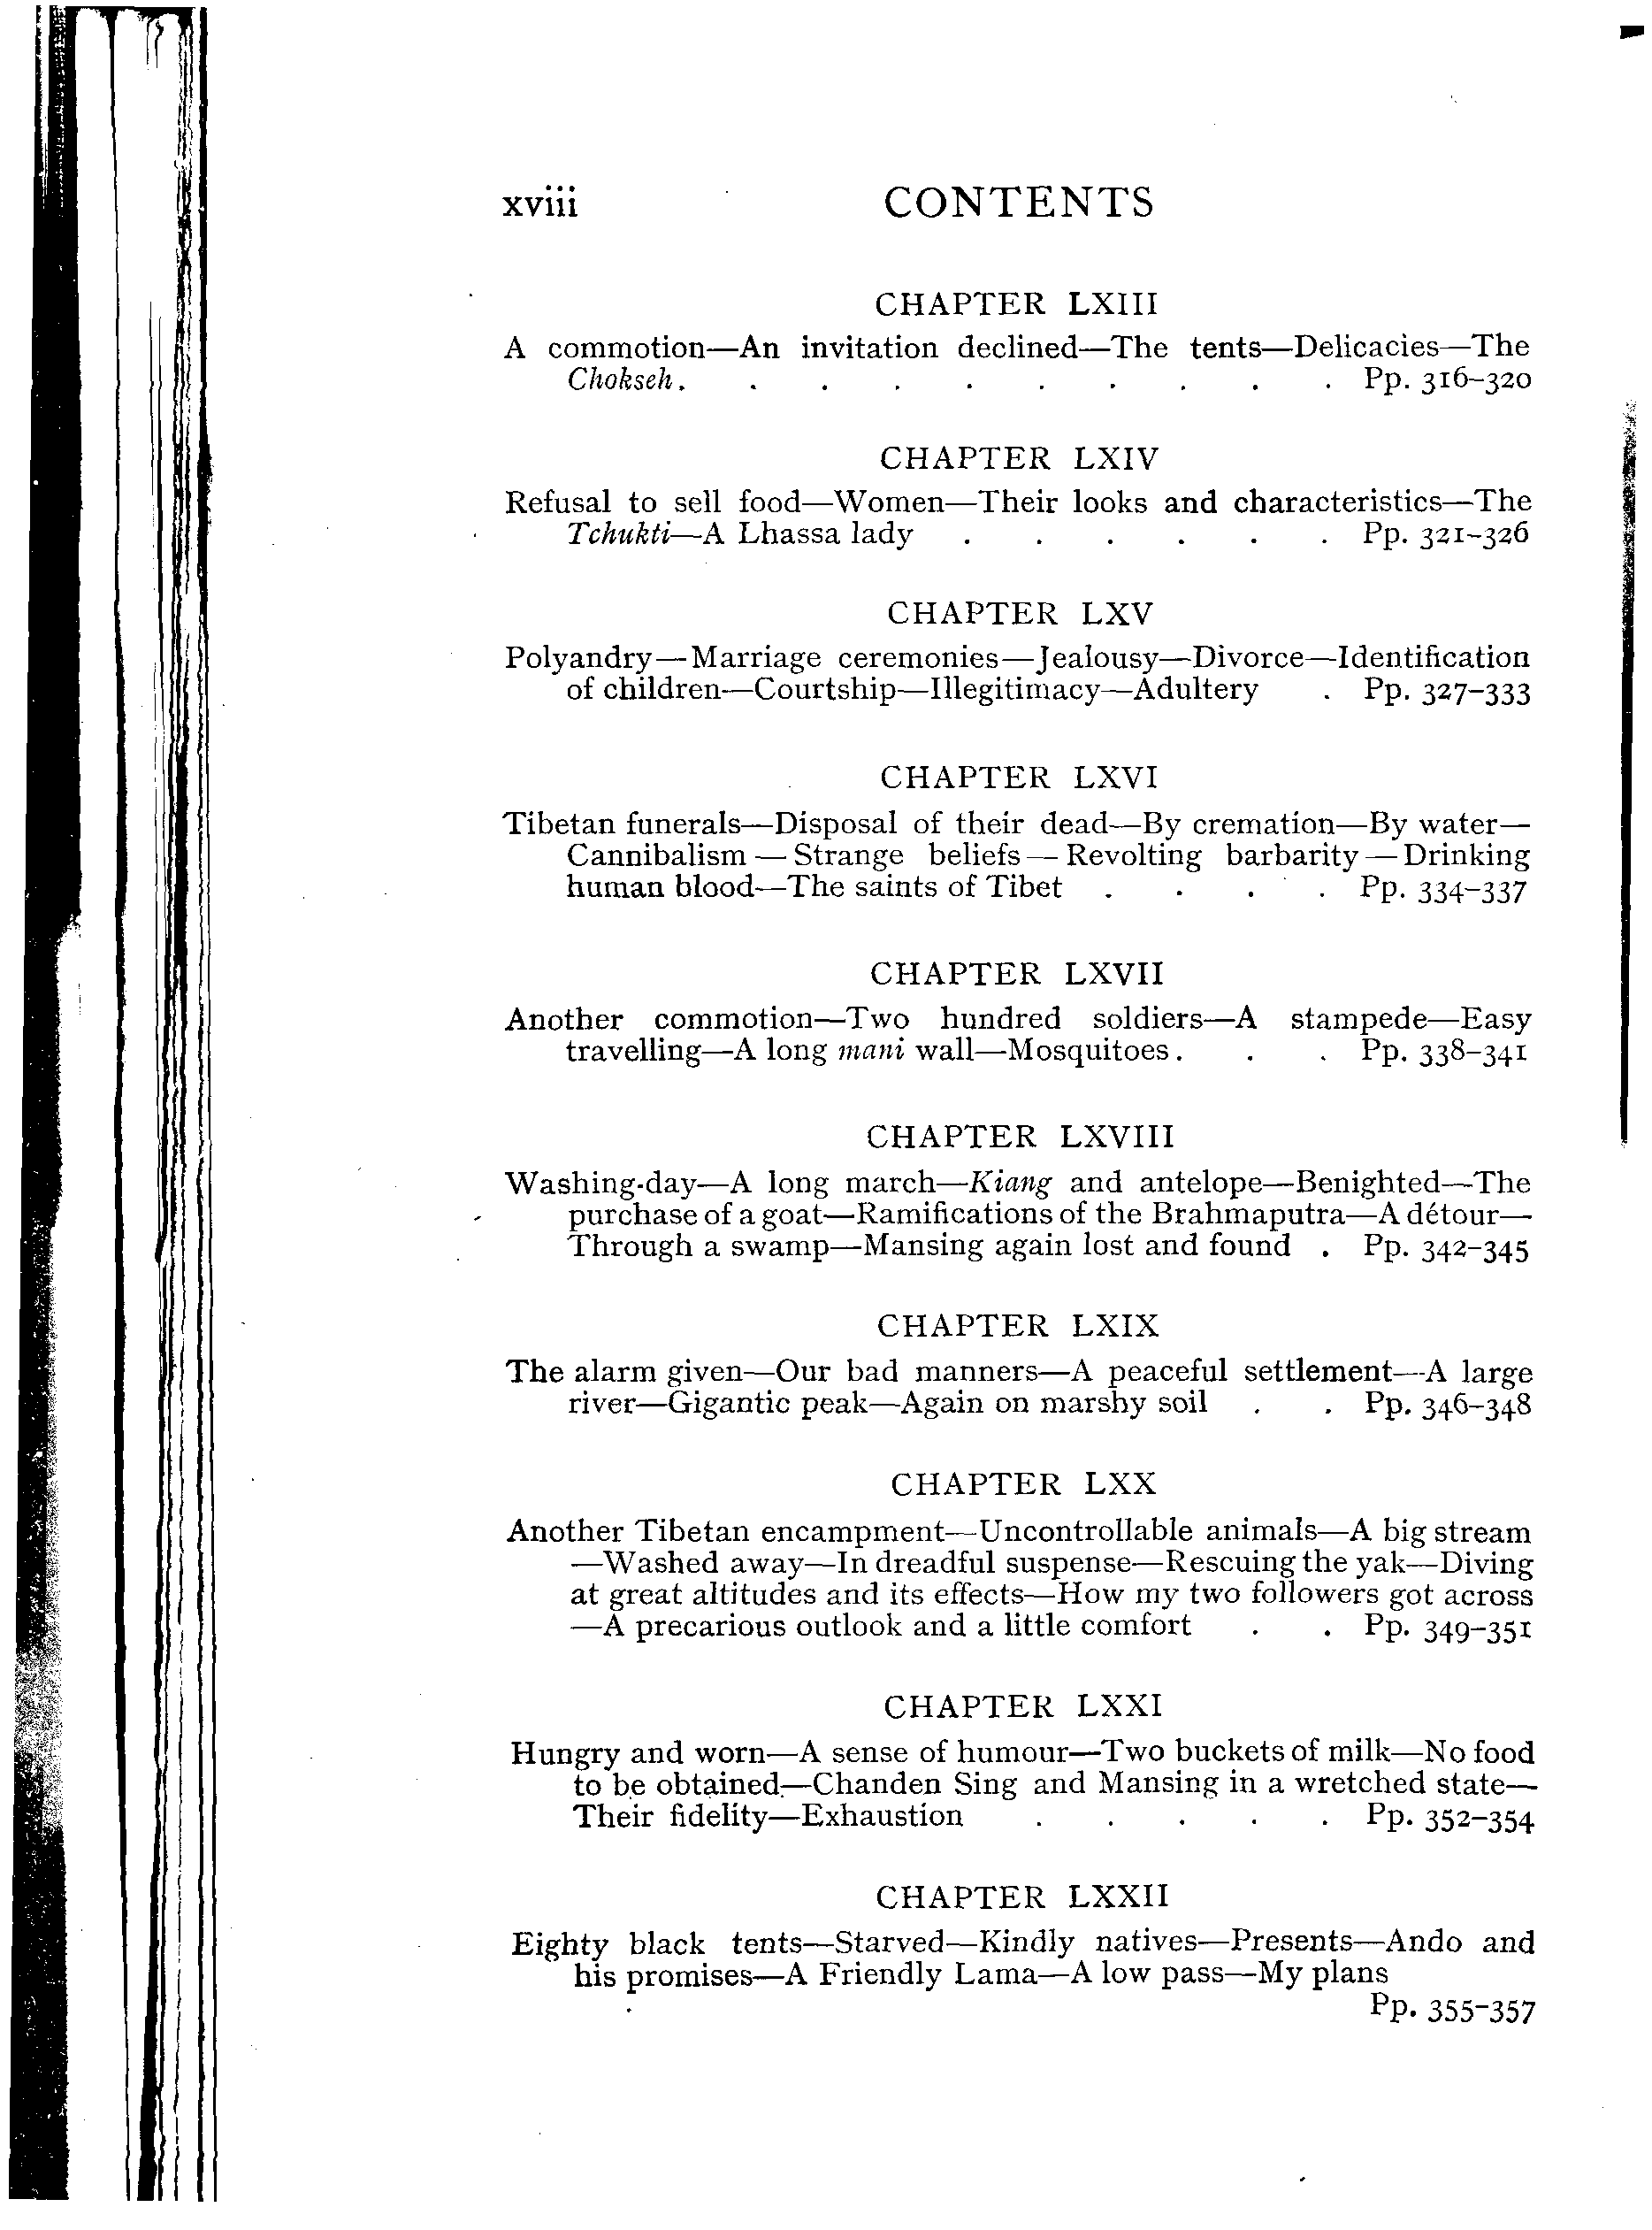 xviii CONTENTS
CHAPTER LXIII
A commotion—An invitation declined—The tents—Delicacies—The
Chokseh. . . . . . . . . . Pp. 316-320
CHAPTER LXIV
Refusal to sell food—Women—Their looks and characteristics—The
Tchukti—A Lhassa lady . . . . . . Pp. 321-326
CHAPTER LXV
Polyandry—Marriage ceremonies—Jealousy—Divorce—Identification
of children—Courtship—Illegitimacy—Adultery . Pp. 327-333
CHAPTER LXVI
Tibetan funerals—Disposal of their dead—By cremation—By water—
Cannibalism — Strange beliefs — Revolting barbarity — Drinking
human blood—The saints of Tibet . . . . Pp. 334-337
CHAPTER LXVII
Another commotion—Two hundred soldiers—A stampede—Easy
travelling—A long mani wall—Mosquitoes . . . Pp. 338-341
CHAPTER LXVIII
Washing-day—A long march—Kiang and antelope—Benighted—The
purchase of a goat—Ramifications of the Brahmaputra—A détour—
Through a swamp—Mansing again lost and found . Pp. 342-345
CHAPTER LXIX
The alarm given—Our bad manners—A peaceful settlement—A large
river—Gigantic peak—Again on marshy soil . . Pp. 346-348
CHAPTER LXX
Another Tibetan encampment—Uncontrollable animals—A big stream
—Washed away—In dreadful suspense—Rescuing the yak—Diving
at great altitudes and its effects—How my two followers got across
—A precarious outlook and a little comfort . . Pp. 349-351
CHAPTER LXXI
Hungry and worn—A sense of humour—Two buckets of milk—No food
to be obtained—Chanden Sing and Mansing in a wretched state—
Their fidelity—Exhaustion . . . . . Pp. 352-354
CHAPTER LXXII
Eighty black tents—Starved—Kindly natives—Presents—Ando and
his promises—A Friendly Lama—A low pass—My plans
Pp. 355-357